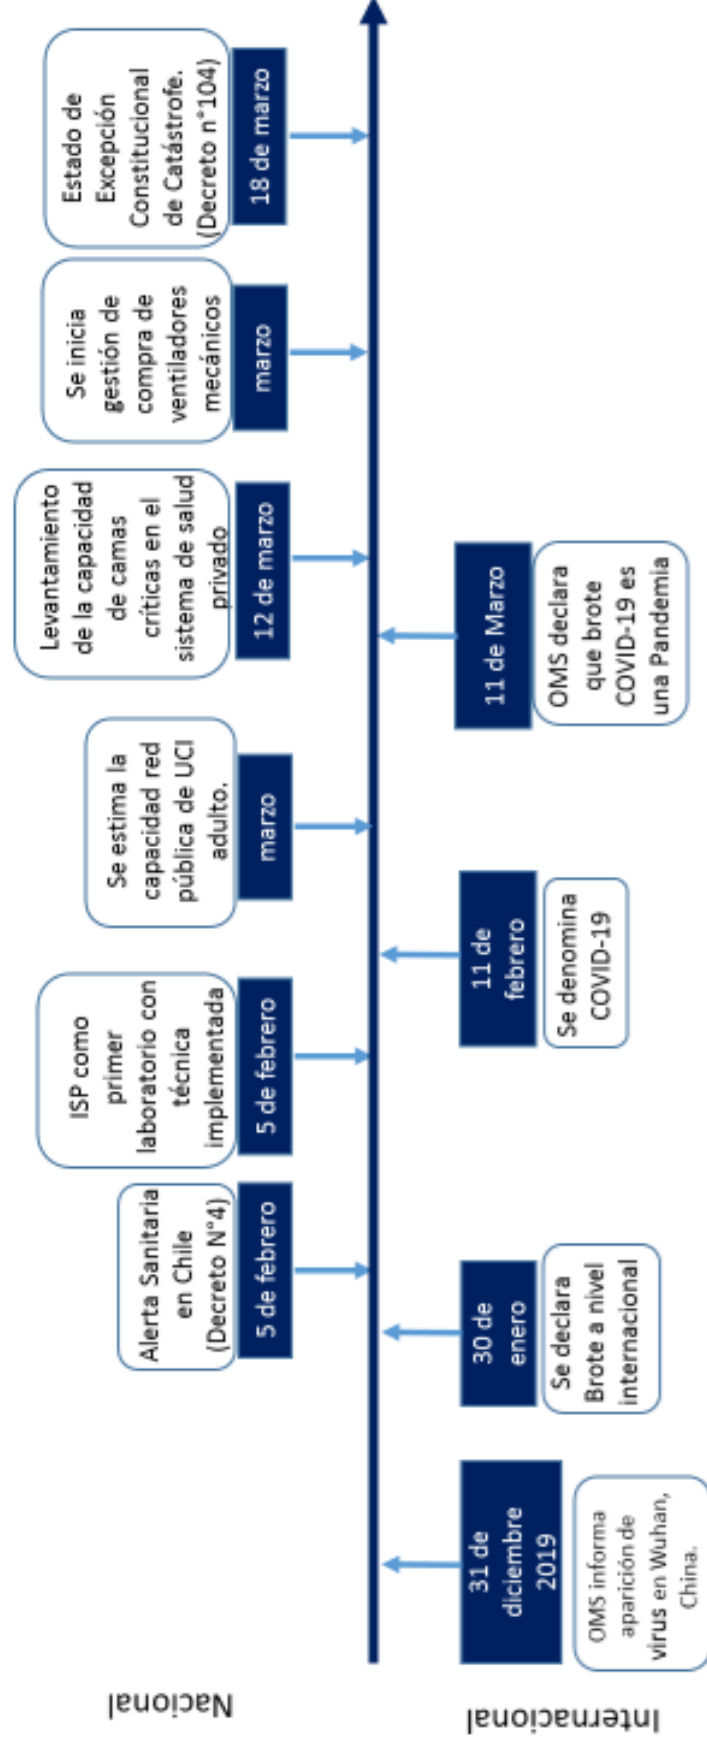 Nacional
Alerta Sanitaria
en Chile
(Decreto N°4)
5 de febrero
ISP como
primer
laboratorio con
técnica
implementada
5 de febrero
Se estima la
capacidad red
pública de UCI
adulto.
marzo
Levantamiento
de la capacidad
de camas
críticas en el
sistema de salud
privado
12 de marzo
Se inicia
gestión de
compra de
ventiladores
mecánicos
marzo
Estado de
Excepción
Constitucional
de Catástrofe.
(Decreto n°104)
18 de marzo
Internacional
31 de
diciembre
2019
OMS informa
aparición de
virus en Wuhan,
China.
30 de
enero
Se declara
Brote a nivel
internacional
11 de
febrero
Se denomina
COVID-19
11 de Marzo
OMS declara
que brote
COVID-19 es
una Pandemia